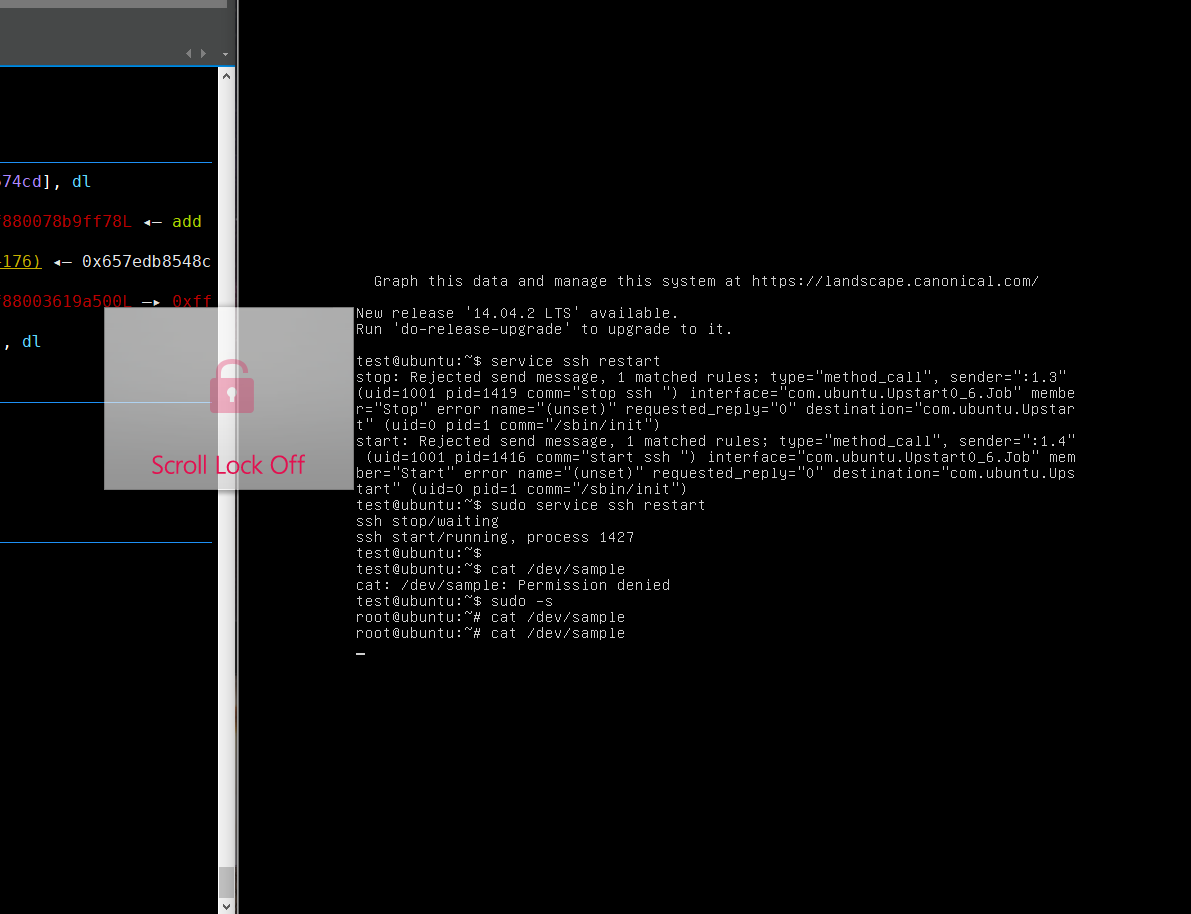 74cd], dl
880078b9ff78L ◂— add
176) ◂— 0x657edb8548c
f88003619a500L —▸ 0xff
, dl
Scroll Lock Off
Graph this data and manage this system at https://landscape.canonical.com/
New release '14.04.2 LTS' available.
Run 'do-release-upgrade' to upgrade to it.
test@ubuntu:~$ service ssh restart
stop: Rejected send message, 1 matched rules; type="method_call", sender=":1.3"
(uid=1001 pid=1419 comm="stop ssh ") interface="com.ubuntu.Upstart0_6.Job" membe
r="Stop" error name="(unset)" requested_reply="0" destination="com.ubuntu.Upstar
t" (uid=0 pid=1 comm="/sbin/init")
start: Rejected send message, 1 matched rules; type="method_call", sender=":1.4"
(uid=1001 pid=1416 comm="start ssh ") interface="com.ubuntu.Upstart0_6.Job" mem
ber="Start" error name="(unset)" requested_reply="0" destination="com.ubuntu.Ups
tart" (uid=0 pid=1 comm="/sbin/init")
test@ubuntu:~$ sudo service ssh restart
ssh stop/waiting
ssh start/running, process 1427
test@ubuntu:~$
test@ubuntu:~$ cat /dev/sample
cat: /dev/sample: Permission denied
test@ubuntu:~$ sudo -s
root@ubuntu:~# cat /dev/sample
root@ubuntu:~# cat /dev/sample